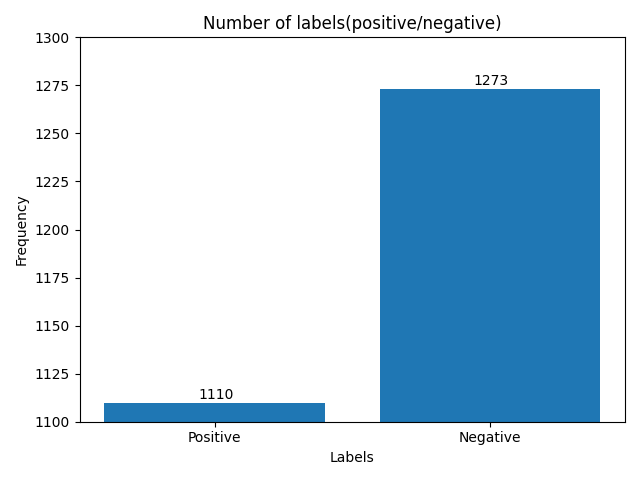 Number of labels(positive/negative)
1300
1275
1250
1225
1200
1175
1150
1125
1100
Frequency
1110
1273
Positive
Negative
Labels